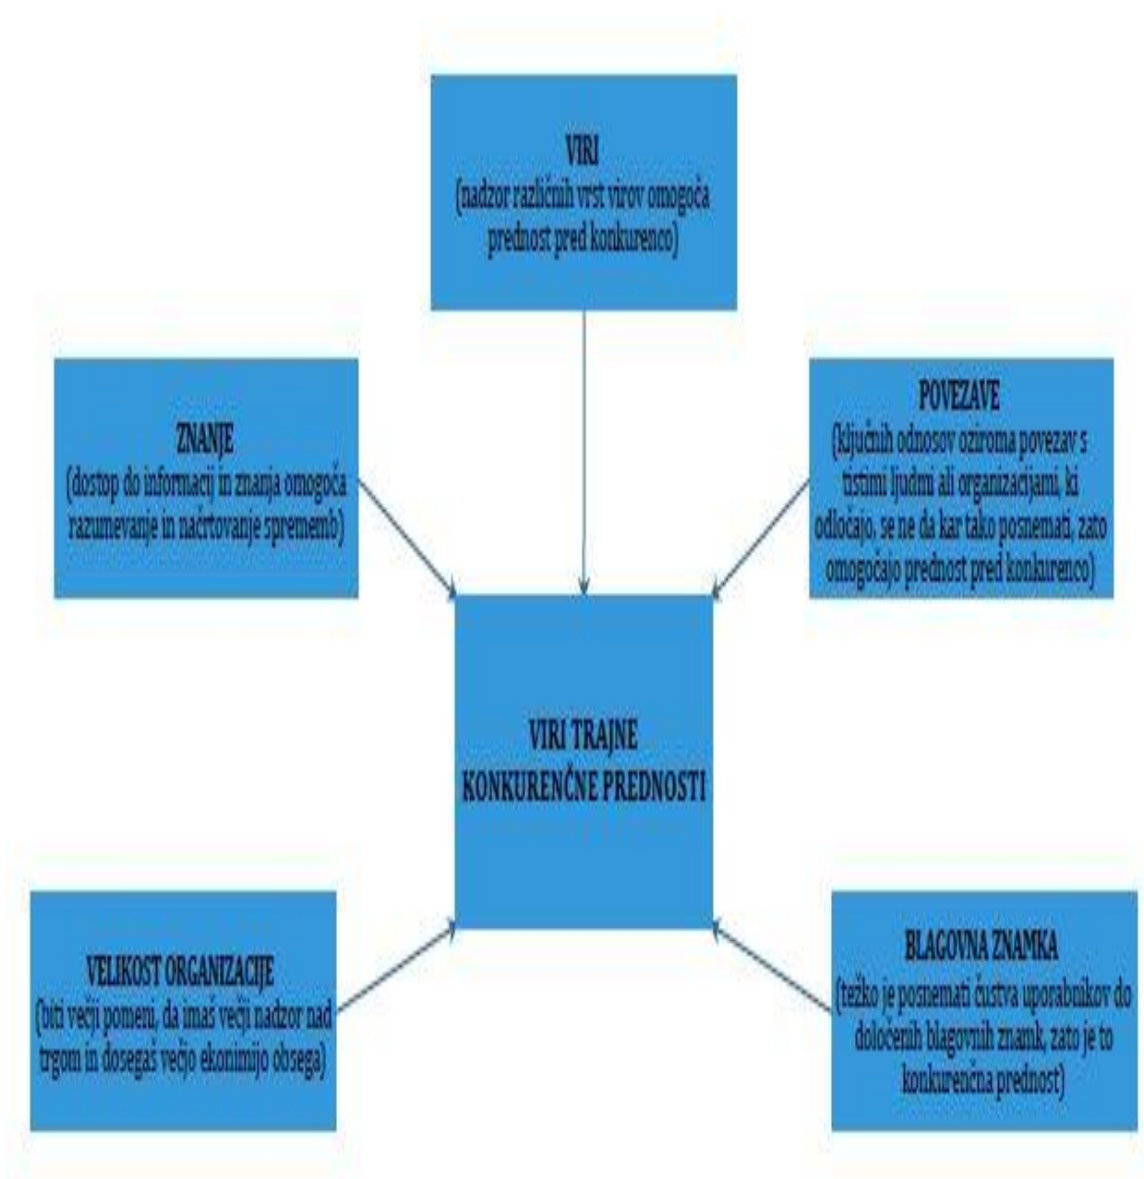 VIRI
(nadzor različnih vrst virov omogoča
prednost pred konkurenco)
ZNANJE
(dostop do informacij in znanja omogoča
razumevanje in načrtovanje sprememb)
POVEZAVE
(ključnih odnosov oziroma povezav s
tistimi ljudmi ali organizacijami, ki
odločajo, se ne da kar tako posnemati, zato
omogočajo prednost pred konkurenco)
VIRI TRAJNE
KONKURENČNE PREDNOSTI
VELIKOST ORGANIZACIJE
(biti večji pomeni, da imaš večji nadzor nad
trgom in dosegaš večjo ekonimijo obsega)
BLAGOVNA ZNAMKA
(težko je posnemati čustva uporabnikov do
določenih blagovnih znamk, zato je to
konkurenčna prednost)